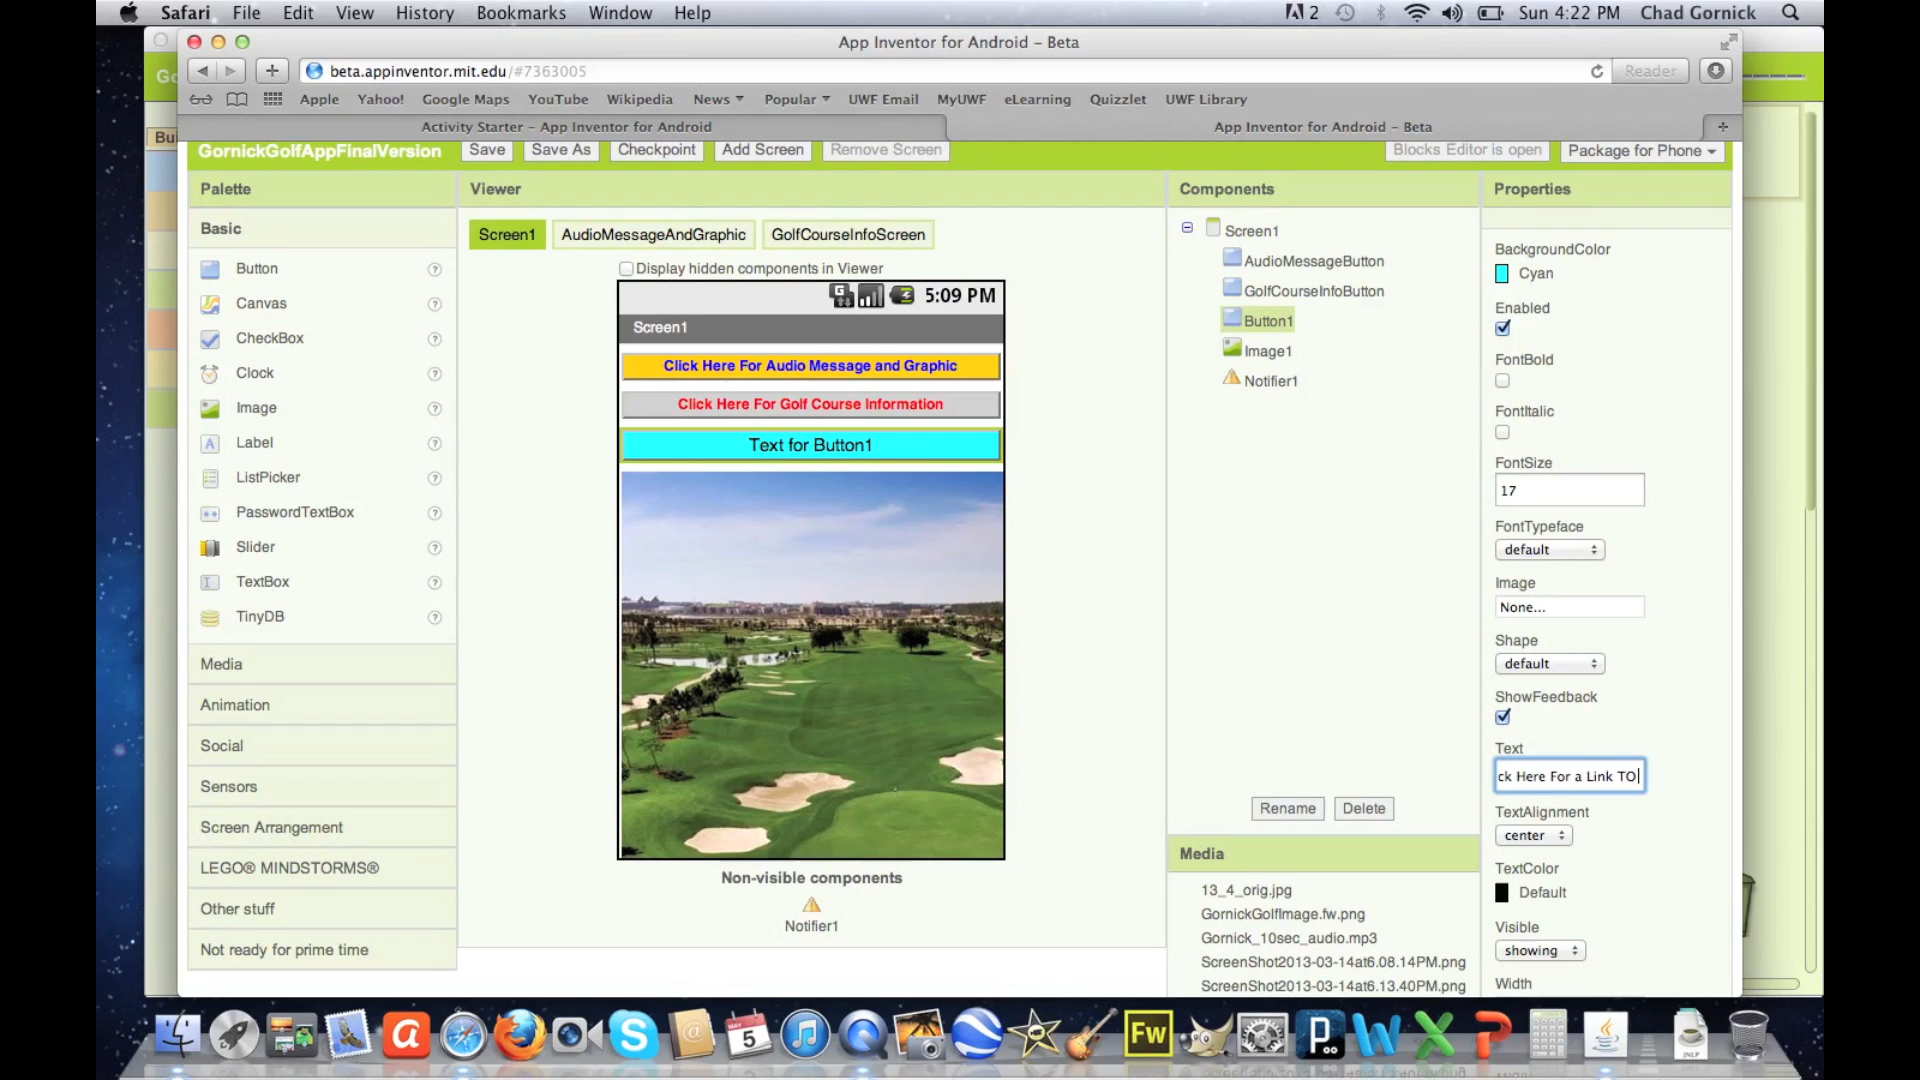 Safari File Edit View History Bookmarks Window Help
2 Sun 4:22 PM Chad Gornick
App Inventor for Android – Beta
beta.appinventor.mit.edu/#7363005
Reader
Apple Yahoo! Google Maps YouTube Wikipedia News Popular UWF Email MyUWF eLearning Quizzlet UWF Library
Activity Starter – App Inventor for Android
App Inventor for Android – Beta
GornickGolfAppFinalVersion
Save
Save As
Checkpoint
Add Screen
Remove Screen
Blocks Editor is open
Package for Phone
Palette
Basic
Button ?
Canvas ?
CheckBox ?
Clock ?
Image ?
Label ?
ListPicker ?
PasswordTextBox ?
Slider ?
TextBox ?
TinyDB ?
Media
Animation
Social
Sensors
Screen Arrangement
LEGO® MINDSTORMS®
Other stuff
Not ready for prime time
Viewer
Screen1
AudioMessageAndGraphic
GolfCourseInfoScreen
Display hidden components in Viewer
5:09 PM
Screen1
Click Here For Audio Message and Graphic
Click Here For Golf Course Information
Text for Button1
Non-visible components
Notifier1
Components
Screen1
AudioMessageButton
GolfCourseInfoButton
Button1
Image1
Notifier1
Rename
Delete
Media
13_4_orig.jpg
GornickGolfImage.fw.png
Gornick_10sec_audio.mp3
ScreenShot2013-03-14at6.08.14PM.png
ScreenShot2013-03-14at6.13.40PM.png
Properties
BackgroundColor
Cyan
Enabled
FontBold
FontItalic
FontSize
17
FontTypeface
default
Image
None...
Shape
default
ShowFeedback
Text
ck Here For a Link TO
TextAlignment
center
TextColor
Default
Visible
showing
Width
Go
Bui
MAY
5
Fw
JNLP